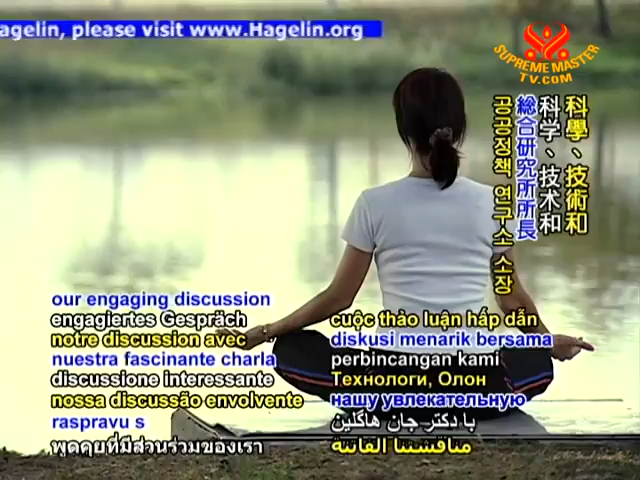 agelin, please visit www.Hagelin.org
SUPREME MASTER
TV.COM
科學、技術和
科学、技术和
総合研究所所長
공공정책 연구소 소장
our engaging discussion
engagiertes Gespräch
notre discussion avec
nuestra fascinante charla
discussione interessante
nossa discussão envolvente
raspravu s
พูดคุยที่มีส่วนร่วมของเรา
cuộc thảo luận hấp dẫn
diskusi menarik bersama
perbincangan kami
Технологи, Олон
нашу увлекательную
با دکتر جان هاگلین
مناقشتنا الفاتنة